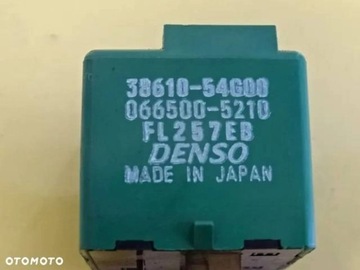 38610-54G00
066500-5210
FL257EB
DENSO
MADE IN JAPAN
OTOMOTO